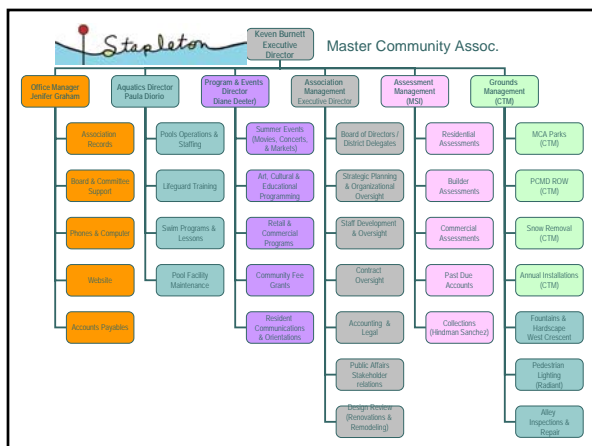 Stapleton
Keven Burnett
Executive
Director
Master Community Assoc.
Office Manager
Jenifer Graham
Association
Records
Board & Committee
Support
Phones & Computer
Website
Accounts Payables
Aquatics Director
Paula Diorio
Pools Operations &
Staffing
Lifeguard Training
Swim Programs &
Lessons
Pool Facility
Maintenance
Program & Events
Director
Diane Deeter)
Summer Events
(Movies, Concerts,
& Markets)
Art, Cultural &
Educational
Programming
Retail &
Commercial
Programs
Community Fee
Grants
Resident
Communications
& Orientations
Association
Management
Executive Director
Board of Directors /
District Delegates
Strategic Planning
& Organizational
Oversight
Staff Development
& Oversight
Contract
Oversight
Accounting &
Legal
Public Affairs
Stakeholder
relations
Design Review
(Renovations &
Remodeling)
Assessment
Management
(MSI)
Residential
Assessments
Builder
Assessments
Commercial
Assessments
Past Due
Accounts
Collections
(Hindman Sanchez)
Grounds
Management
(CTM)
MCA Parks
(CTM)
PCMD ROW
(CTM)
Snow Removal
(CTM)
Annual Installations
(CTM)
Fountains &
Hardscape
West Crescent
Pedestrian
Lighting
(Radiant)
Alley
Inspections &
Repair